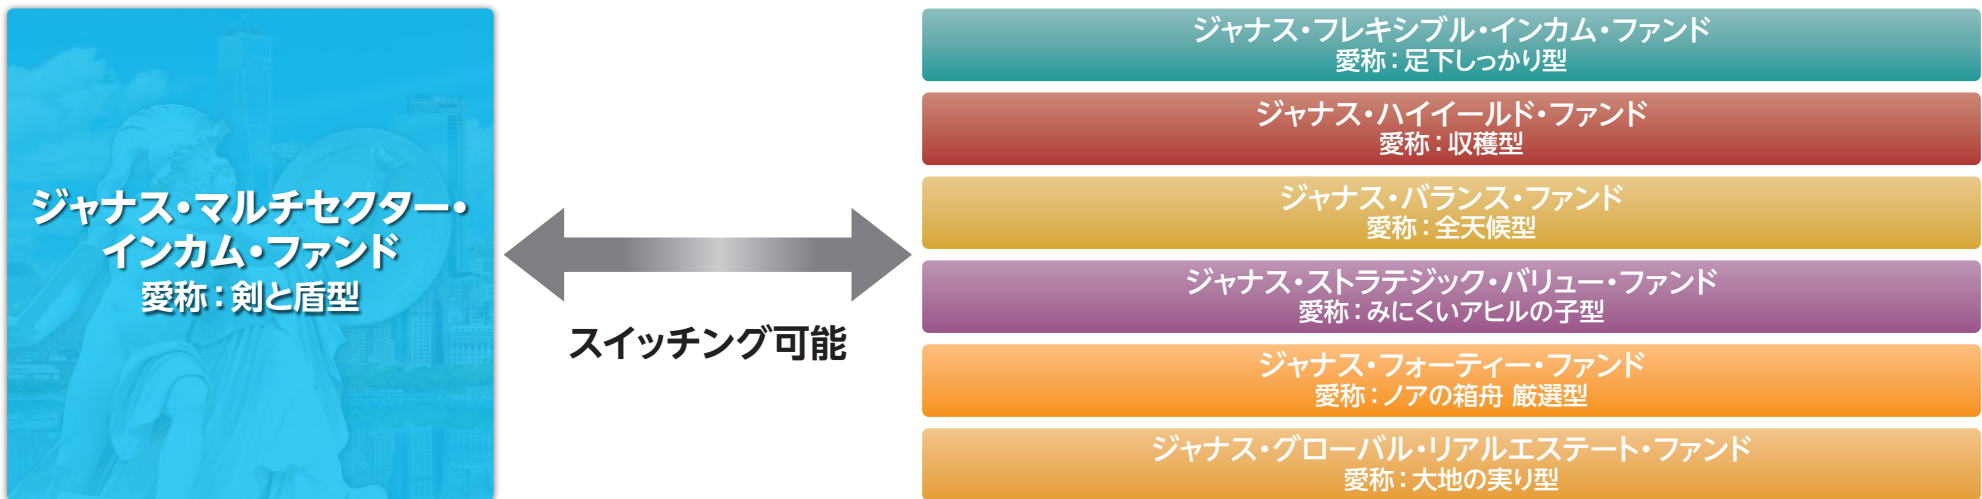 ジャナス・マルチセクター・
インカム・ファンド
愛称：剣と盾型
スイッチング可能
ジャナス・フレキシブル・インカム・ファンド
愛称：足下しっかり型
ジャナス・ハイイールド・ファンド
愛称：収穫型
ジャナス・バランス・ファンド
愛称：全天候型
ジャナス・ストラテジック・バリュー・ファンド
愛称：みにくいアヒルの子型
ジャナス・フォーティー・ファンド
愛称：ノアの箱舟 厳選型
ジャナス・グローバル・リアルエステート・ファンド
愛称：大地の実り型